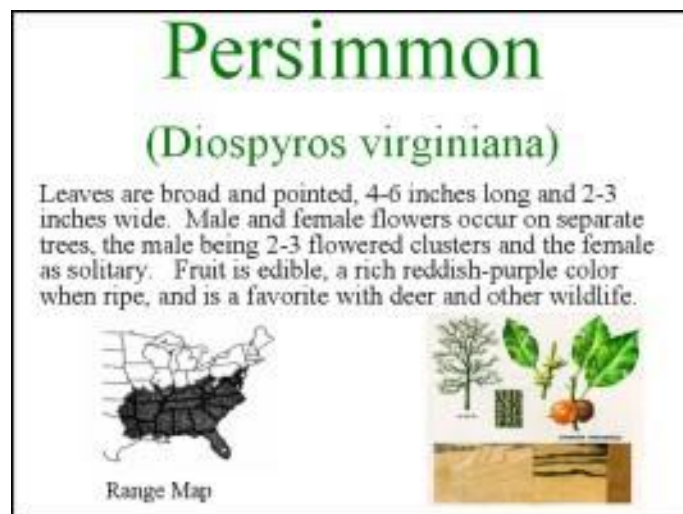 Persimmon
(Diospyros virginiana)
Leaves are broad and pointed, 4-6 inches long and 2-3
inches wide. Male and female flowers occur on separate
trees, the male being 2-3 flowered clusters and the female
as solitary. Fruit is edible, a rich reddish-purple color
when ripe, and is a favorite with deer and other wildlife.
Range Map